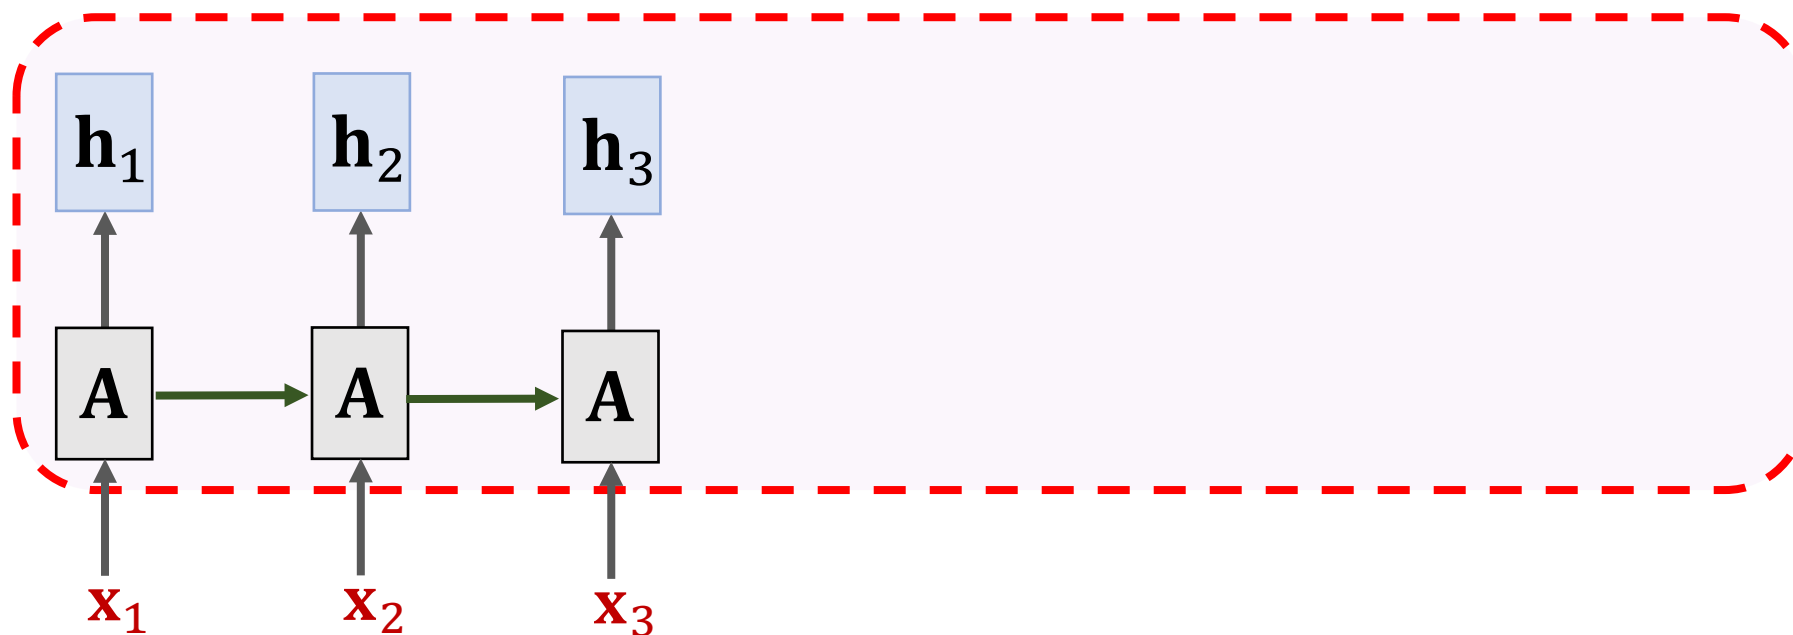 h₁ h₂ h₃
A A A
x₁ x₂ x₃